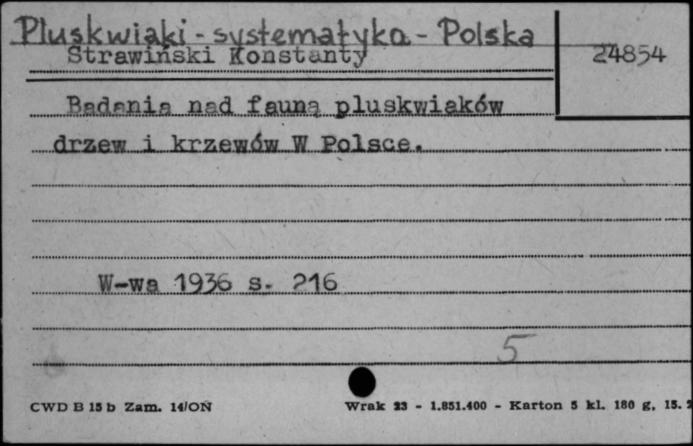 Pluskwiaki - systematyka - Polska
Strawiński Konstanty
24854
Badania nad fauną pluskwiaków
drzew i krzewów W Polsce.
W-wa 1936 s. 216
5
CWD B 15 b Zam. 14/OŃ
Wrak 23 - 1.851.400 - Karton 5 kl. 180 g, 15.